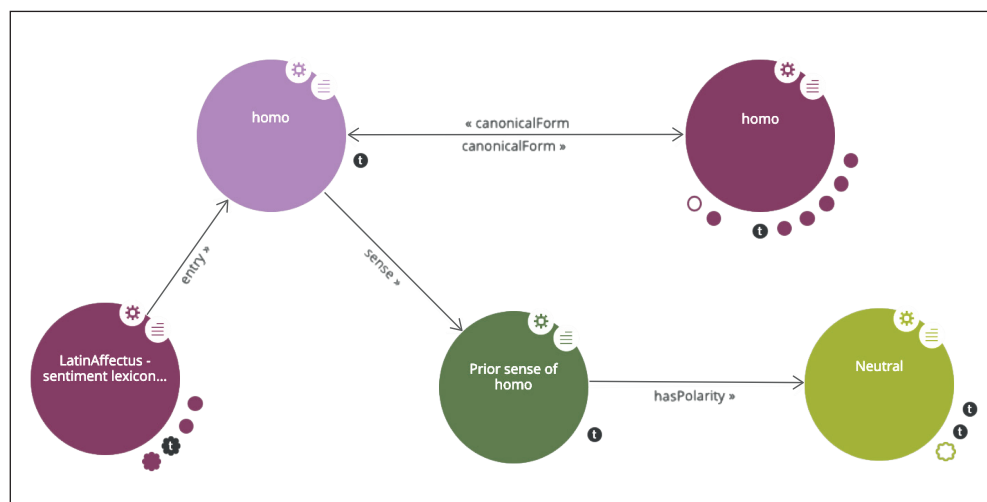 homo
« canonicalForm
canonicalForm »
homo
t
t
entry »
sense »
LatinAffectus -
sentiment lexicon...
t
Prior sense of
homo
t
hasPolarity »
Neutral
t
t